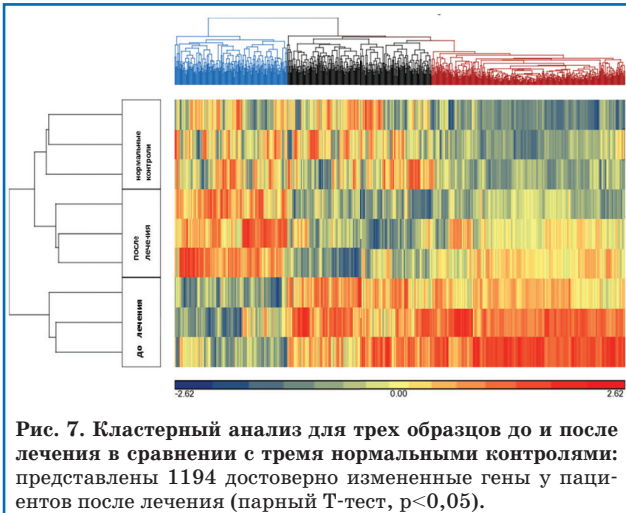 нормальные
контроли
после
лечения
до лечения
-2.62 0.00 2.62
Рис. 7. Кластерный анализ для трех образцов до и после
лечения в сравнении с тремя нормальными контролями:
представлены 1194 достоверно измененные гены у паци-
ентов после лечения (парный Т-тест, p<0,05).